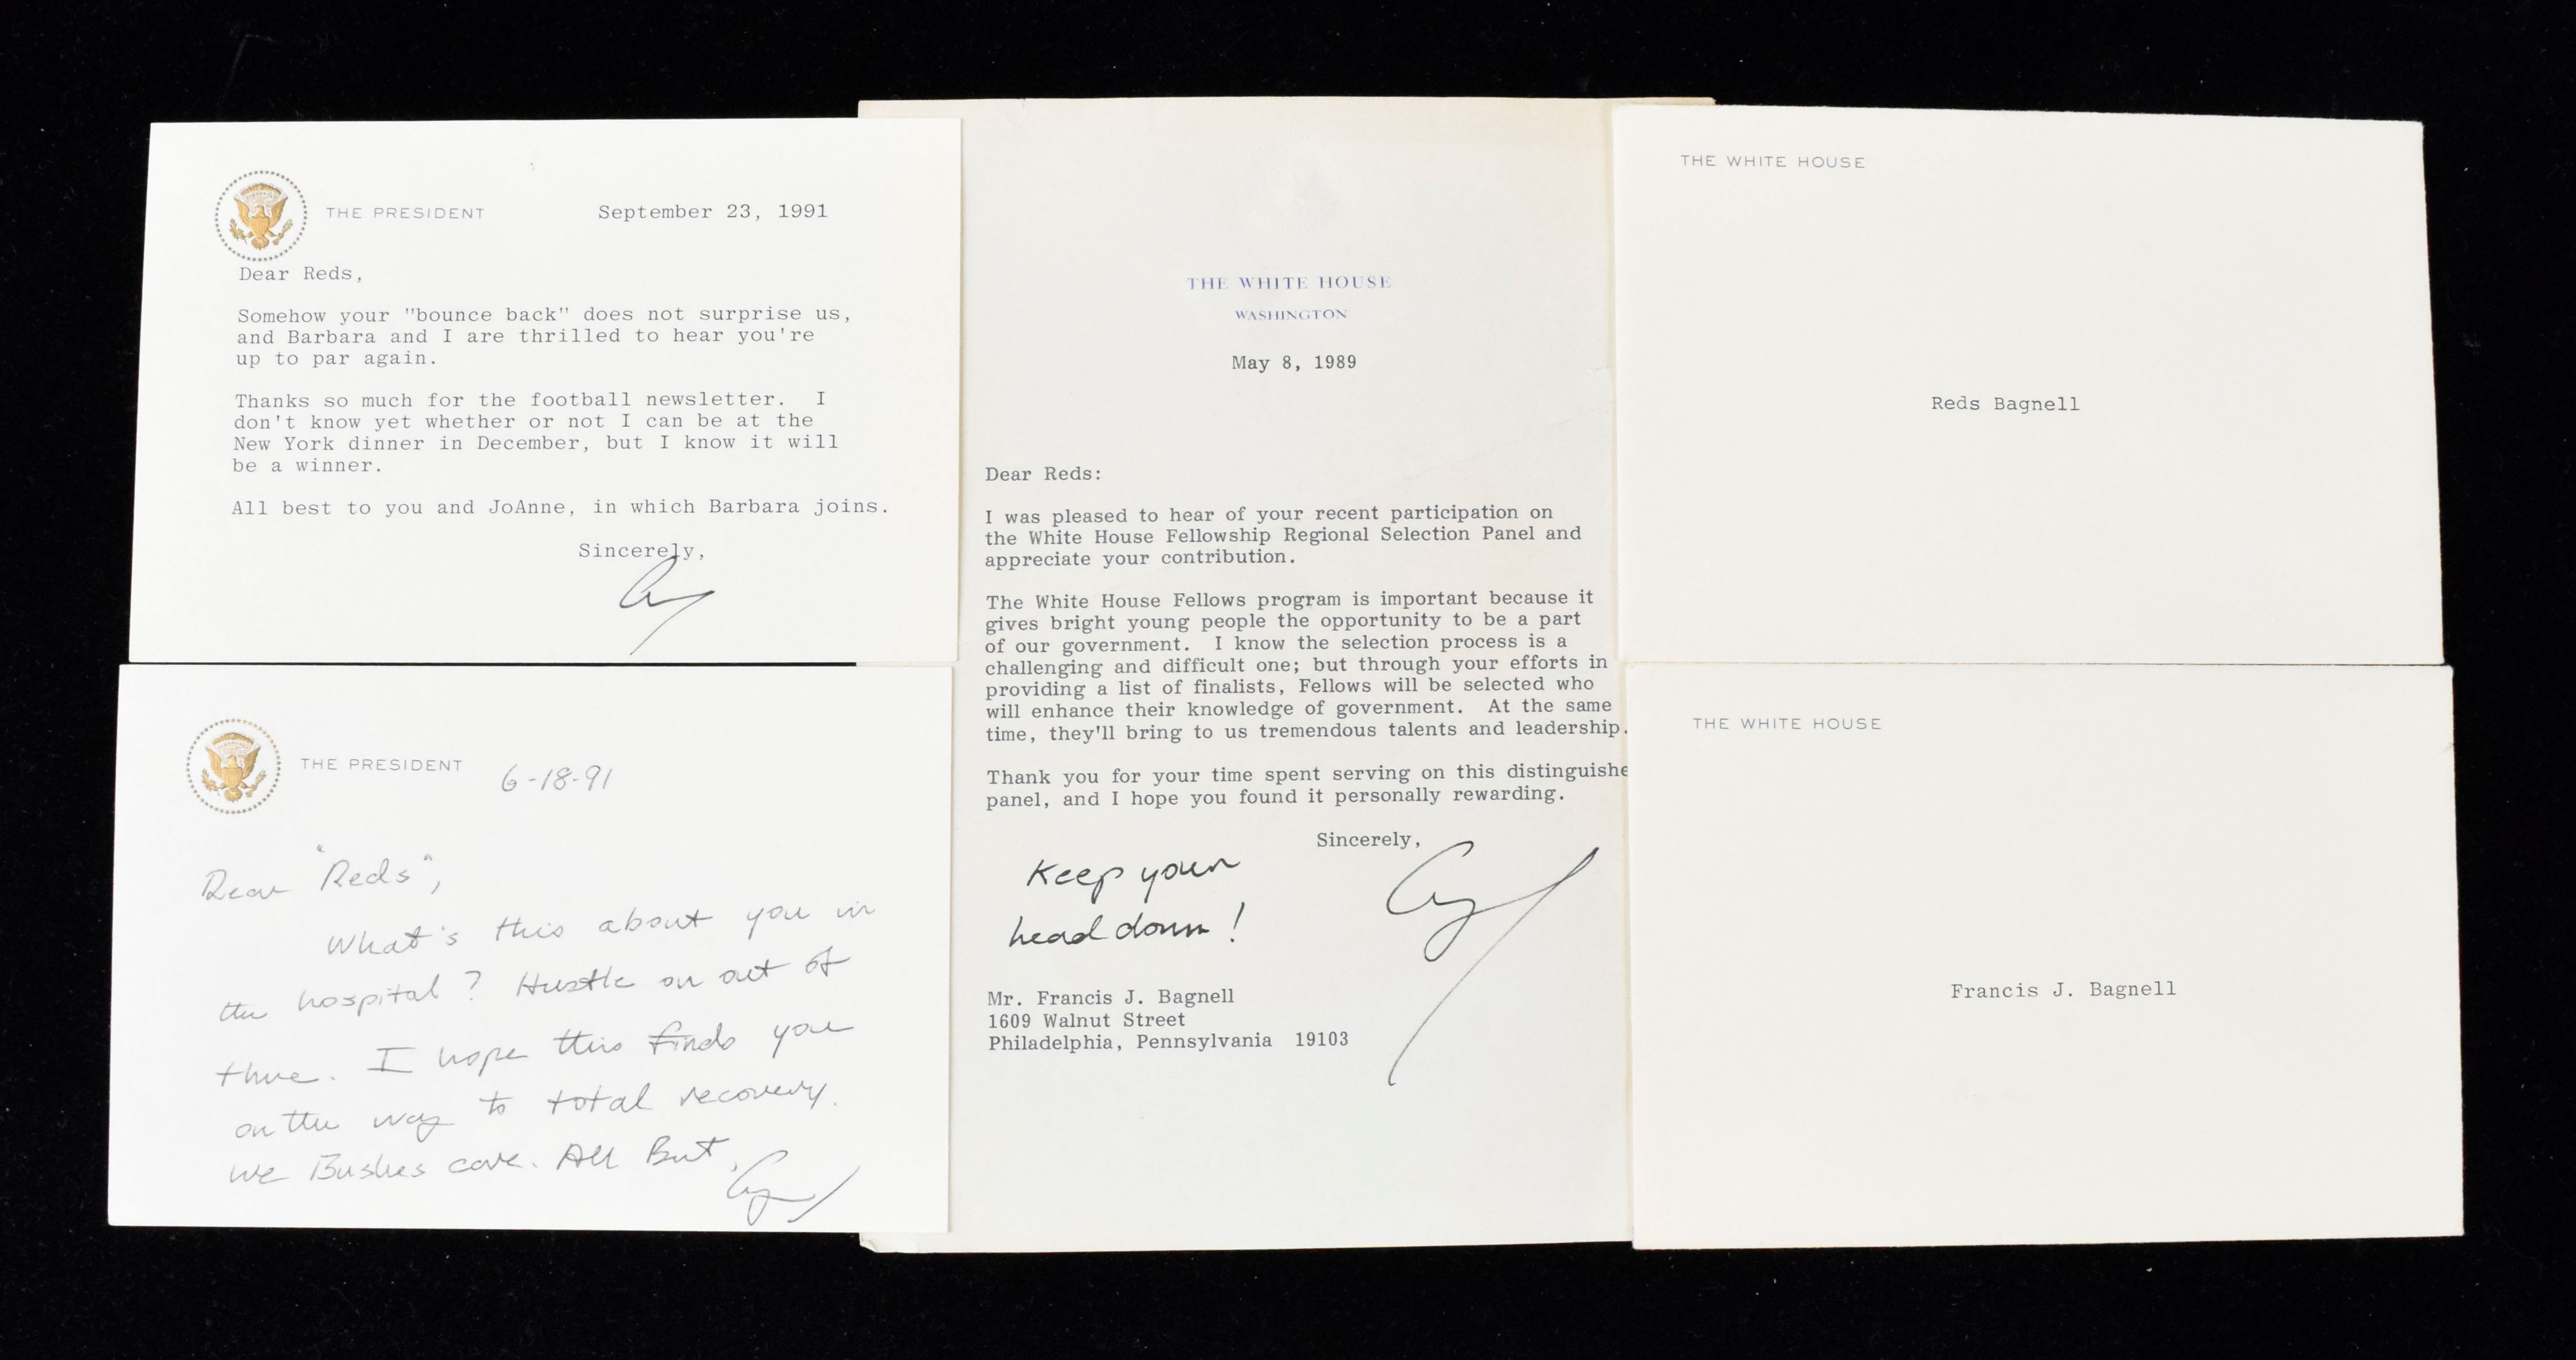 THE PRESIDENT
September 23, 1991
Dear Reds,
Somehow your "bounce back" does not surprise us,
and Barbara and I are thrilled to hear you're
up to par again.
Thanks so much for the football newsletter. I
don't know yet whether or not I can be at the
New York dinner in December, but I know it will
be a winner.
All best to you and JoAnne, in which Barbara joins.
Sincerely,
THE PRESIDENT
6-18-91
Dear "Reds",
What's this about you in
the hospital? Hustle on out of
there. I hope this finds you
on the way to total recovery.
We Bushes care. All Best,
THE WHITE HOUSE
WASHINGTON
May 8, 1989
Dear Reds:
I was pleased to hear of your recent participation on
the White House Fellowship Regional Selection Panel and
appreciate your contribution.
The White House Fellows program is important because it
gives bright young people the opportunity to be a part
of our government. I know the selection process is a
challenging and difficult one; but through your efforts in
providing a list of finalists, Fellows will be selected who
will enhance their knowledge of government. At the same
time, they'll bring to us tremendous talents and leadership.
Thank you for your time spent serving on this distinguishe
panel, and I hope you found it personally rewarding.
Sincerely,
Keep your
head down!
Mr. Francis J. Bagnell
1609 Walnut Street
Philadelphia, Pennsylvania 19103
THE WHITE HOUSE
Reds Bagnell
THE WHITE HOUSE
Francis J. Bagnell